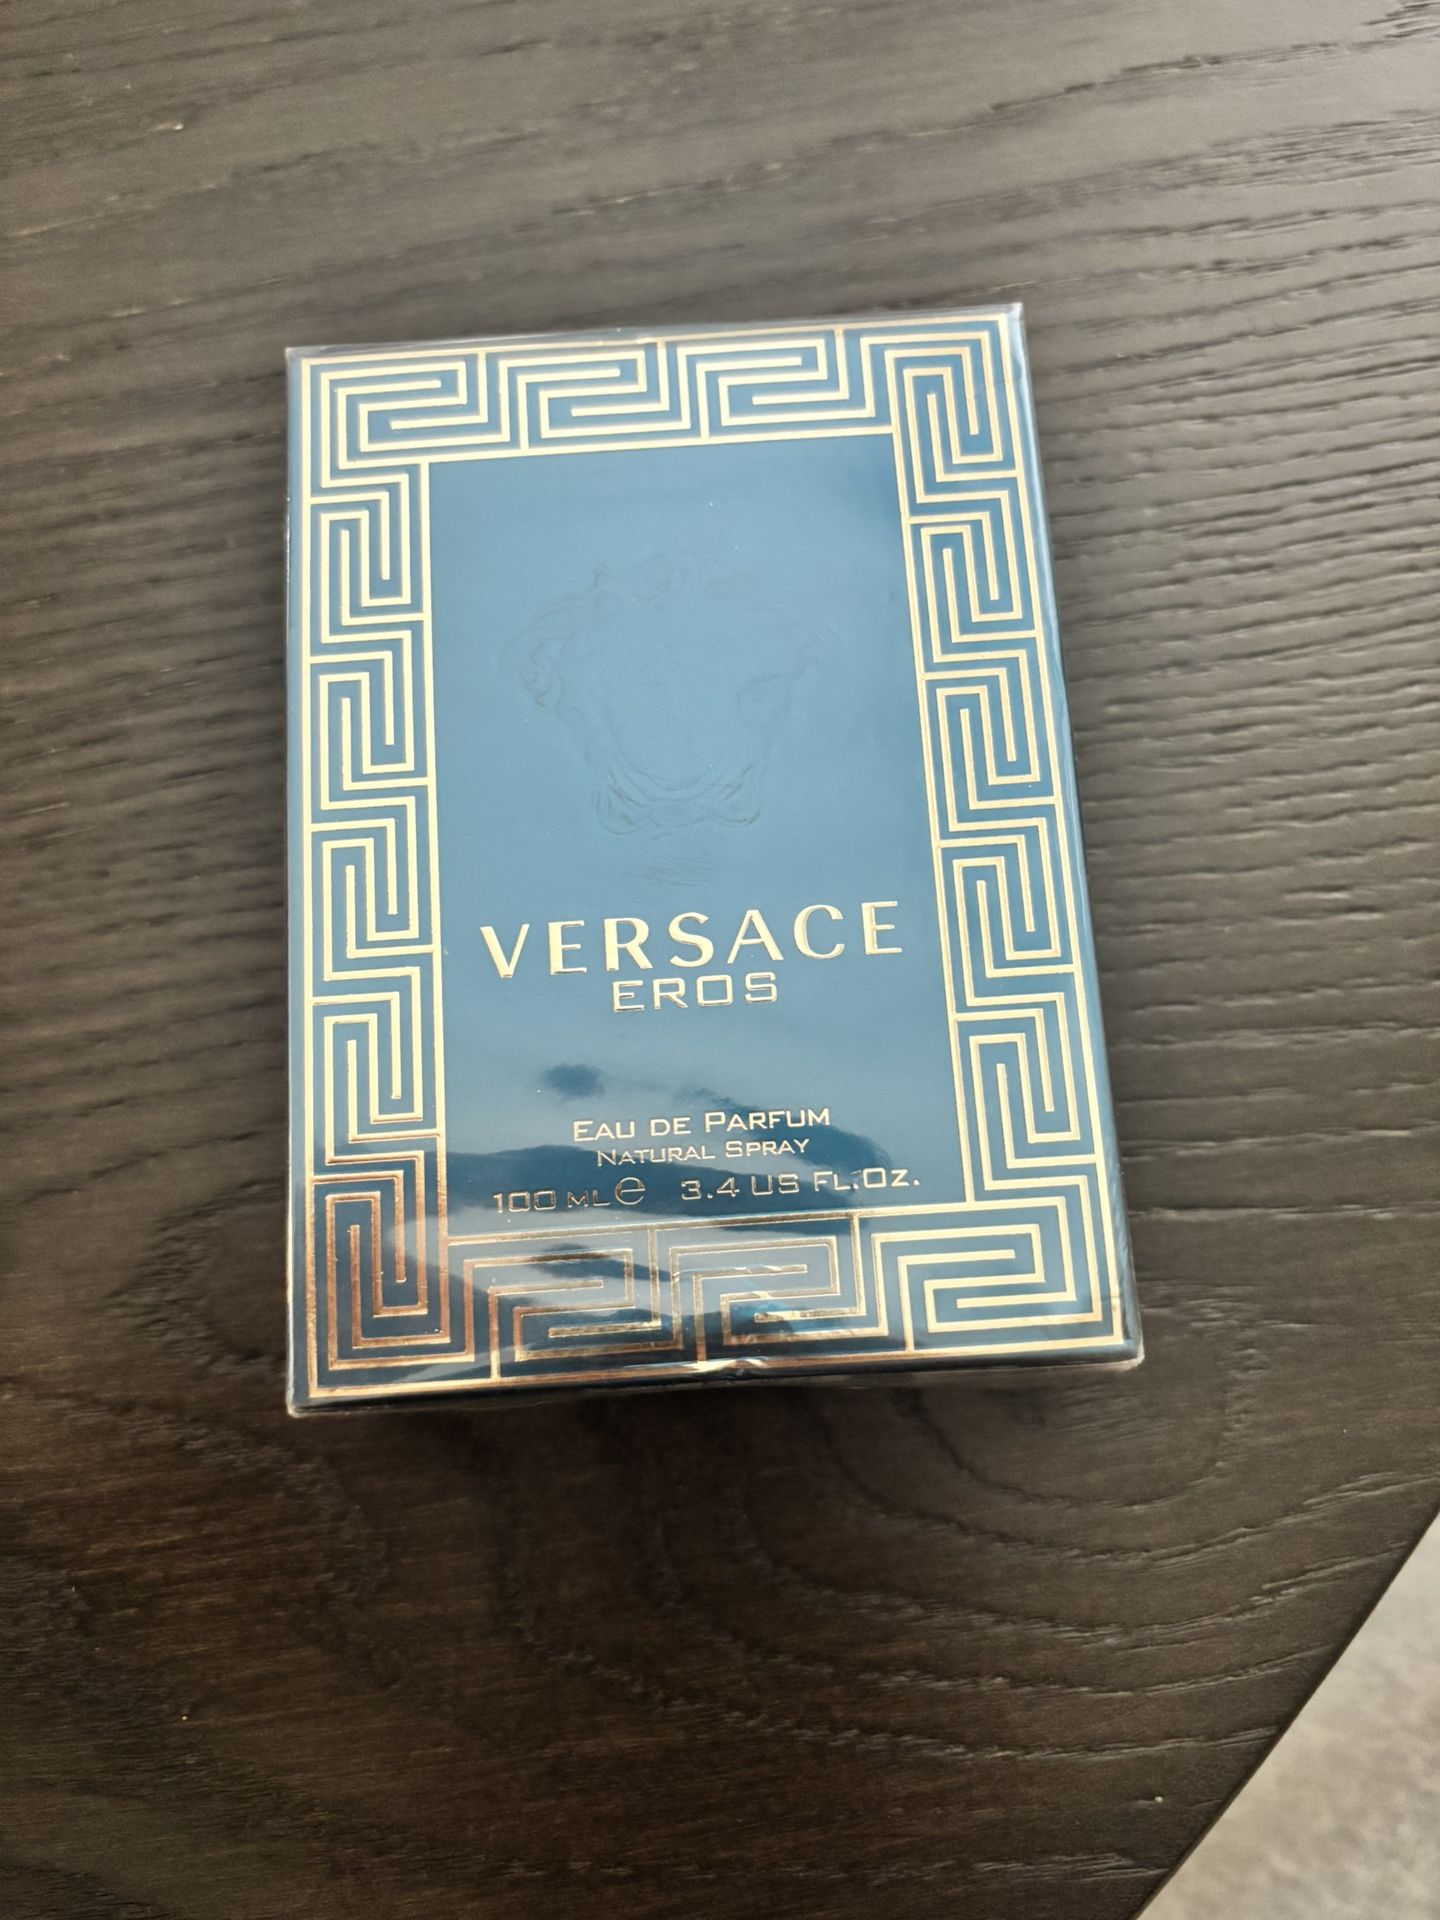 VERSACE
EROS
EAU DE PARFUM
NATURAL SPRAY
100 ML ℮ 3.4 US FL.OZ.